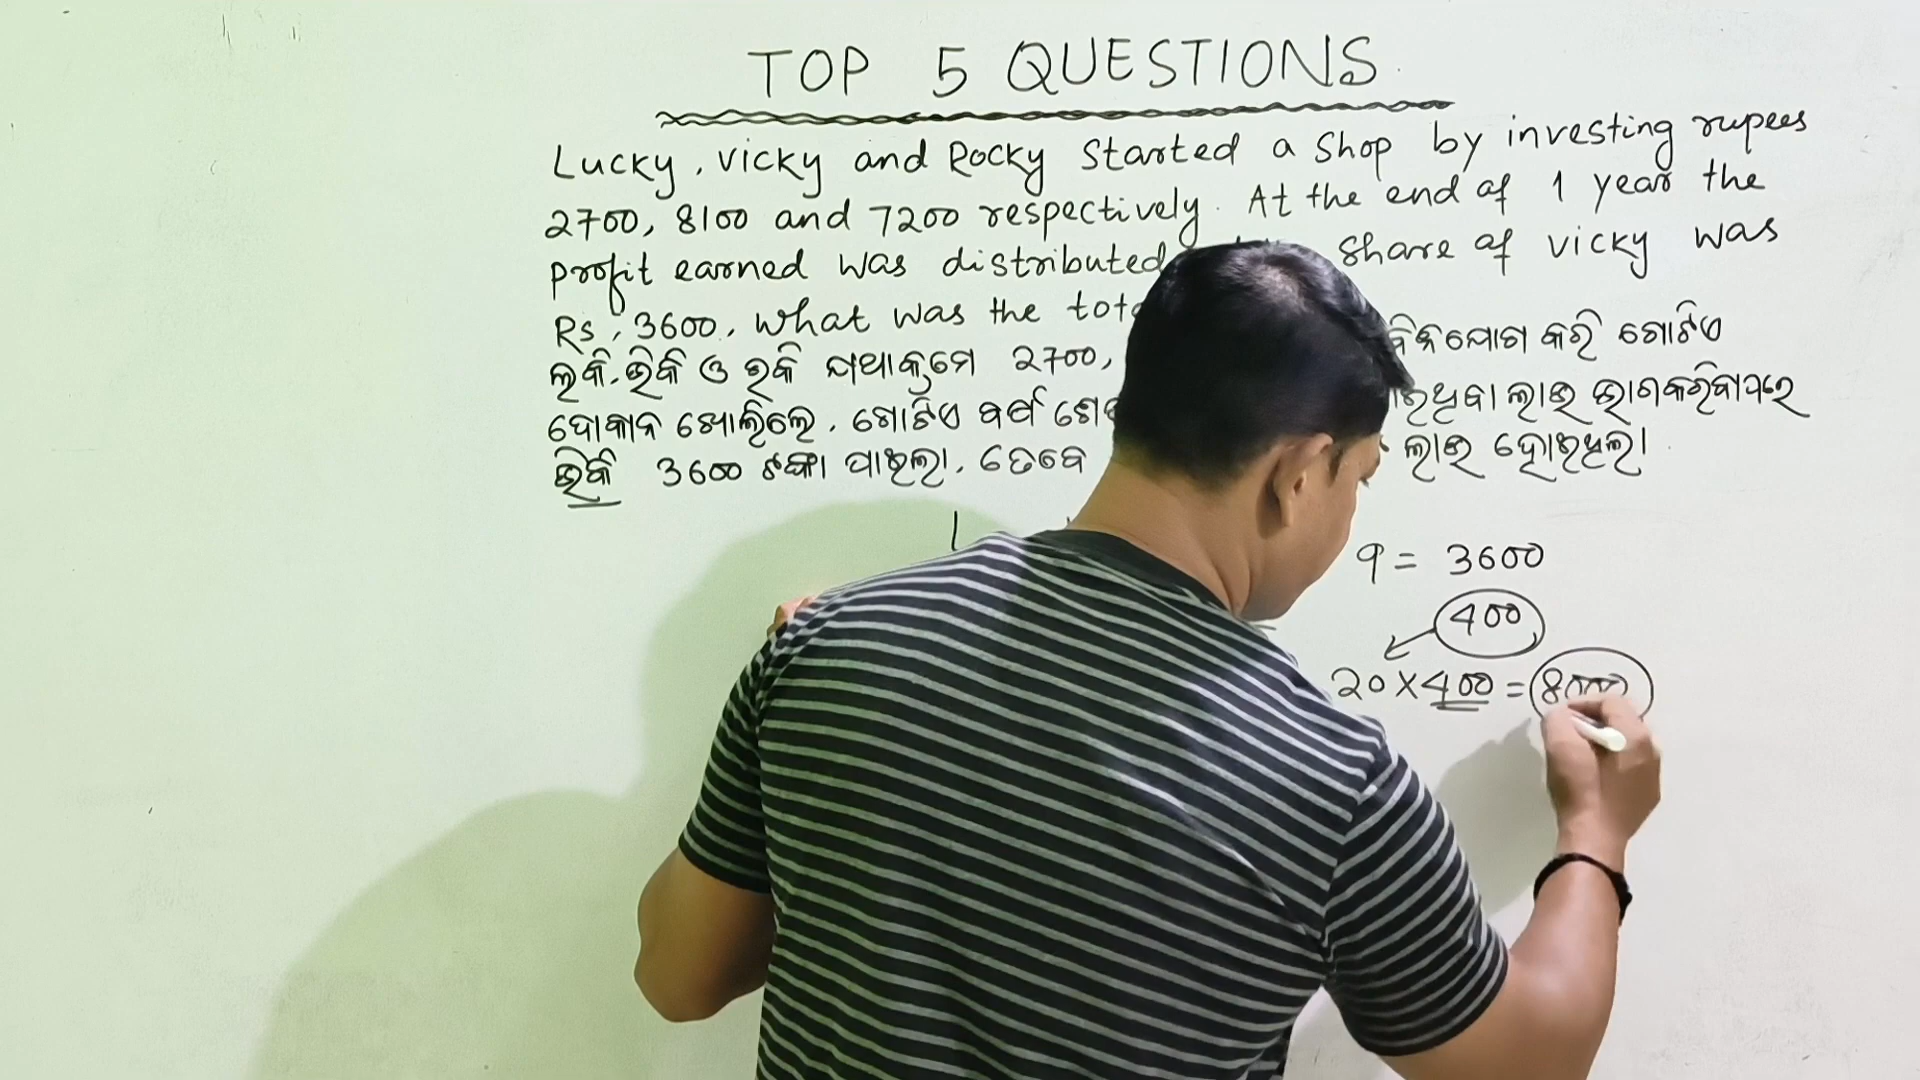 TOP 5 QUESTIONS
Lucky, Vicky and Rocky started a shop by investing rupees
2700, 8100 and 7200 respectively. At the end of 1 year the
profit earned was distributed share of vicky was
Rs, 3600. What was the
ଲକି, ଭିକି ଓ ରକି ଯଥାକ୍ରମେ 2700, ବିନିଯୋଗ କରି ଗୋଟିଏ
ଦୋକାନ ଖୋଲିଲେ. ଗୋଟିଏ ବର୍ଷ ଲାଭ ଭାଗକରିବାପରେ
ଭିକି 3600 ଟଙ୍କା ପାଇଲା. ତେବେ ଲାଭ ହୋଇଥିଲା
9 = 3600
400
20 X 400 = 8000